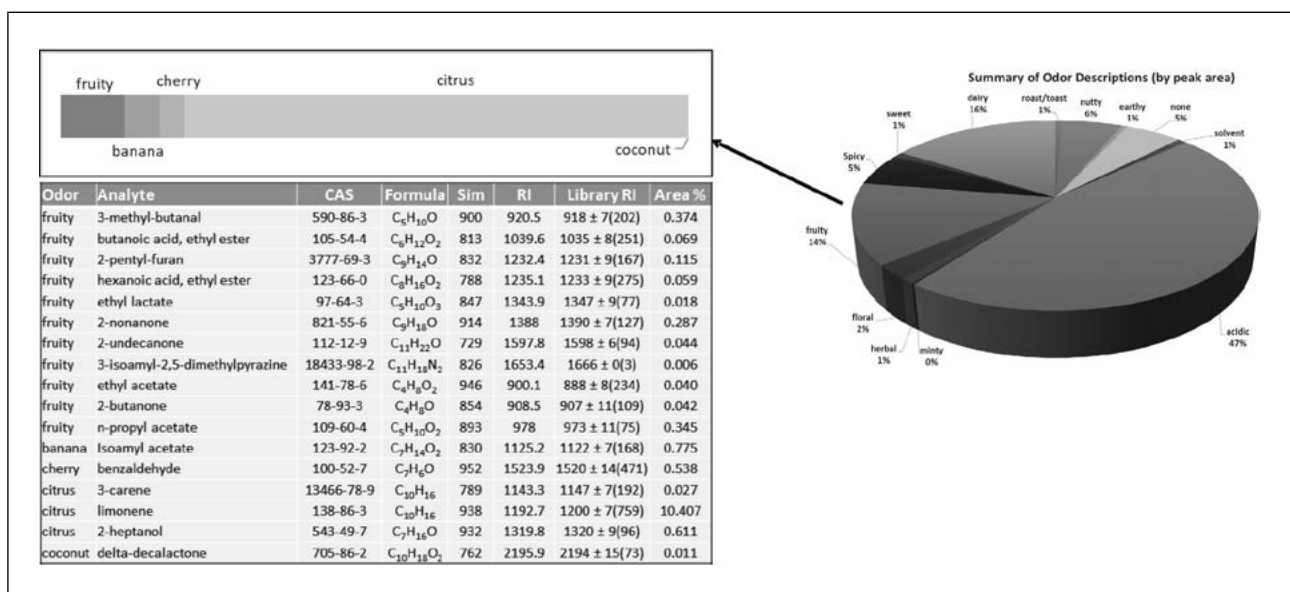 fruity cherry citrus
banana coconut
Odor Analyte CAS Formula Sim RI Library RI Area %
fruity 3-methyl-butanal 590-86-3 C₅H₁₀O 900 920.5 918 ± 7(202) 0.374
fruity butanoic acid, ethyl ester 105-54-4 C₆H₁₂O₂ 813 1039.6 1035 ± 8(251) 0.069
fruity 2-pentyl-furan 3777-69-3 C₉H₁₄O 832 1232.4 1231 ± 9(167) 0.115
fruity hexanoic acid, ethyl ester 123-66-0 C₈H₁₆O₂ 788 1235.1 1233 ± 9(275) 0.059
fruity ethyl lactate 97-64-3 C₅H₁₀O₃ 847 1343.9 1347 ± 9(77) 0.018
fruity 2-nonanone 821-55-6 C₉H₁₈O 914 1388 1390 ± 7(127) 0.287
fruity 2-undecanone 112-12-9 C₁₁H₂₂O 729 1597.8 1598 ± 6(94) 0.044
fruity 3-isoamyl-2,5-dimethylpyrazine 18433-98-2 C₁₁H₁₈N₂ 826 1653.4 1666 ± 0(3) 0.006
fruity ethyl acetate 141-78-6 C₄H₈O₂ 946 900.1 888 ± 8(234) 0.040
fruity 2-butanone 78-93-3 C₄H₈O 854 908.5 907 ± 11(109) 0.042
fruity n-propyl acetate 109-60-4 C₅H₁₀O₂ 893 978 973 ± 11(75) 0.345
banana Isoamyl acetate 123-92-2 C₇H₁₄O₂ 830 1125.2 1122 ± 7(168) 0.775
cherry benzaldehyde 100-52-7 C₇H₆O 952 1523.9 1520 ± 14(471) 0.538
citrus 3-carene 13466-78-9 C₁₀H₁₆ 789 1143.3 1147 ± 7(192) 0.027
citrus limonene 138-86-3 C₁₀H₁₆ 938 1192.7 1200 ± 7(759) 10.407
citrus 2-heptanol 543-49-7 C₇H₁₆O 932 1319.8 1320 ± 9(96) 0.611
coconut delta-decalactone 705-86-2 C₁₀H₁₈O₂ 762 2195.9 2194 ± 15(73) 0.011
Summary of Odor Descriptions (by peak area)
roast/toast
1%
nutty
6%
earthy
1%
none
5%
solvent
1%
acidic
47%
minty
0%
herbal
1%
floral
2%
fruity
14%
Spicy
5%
sweet
1%
dairy
16%